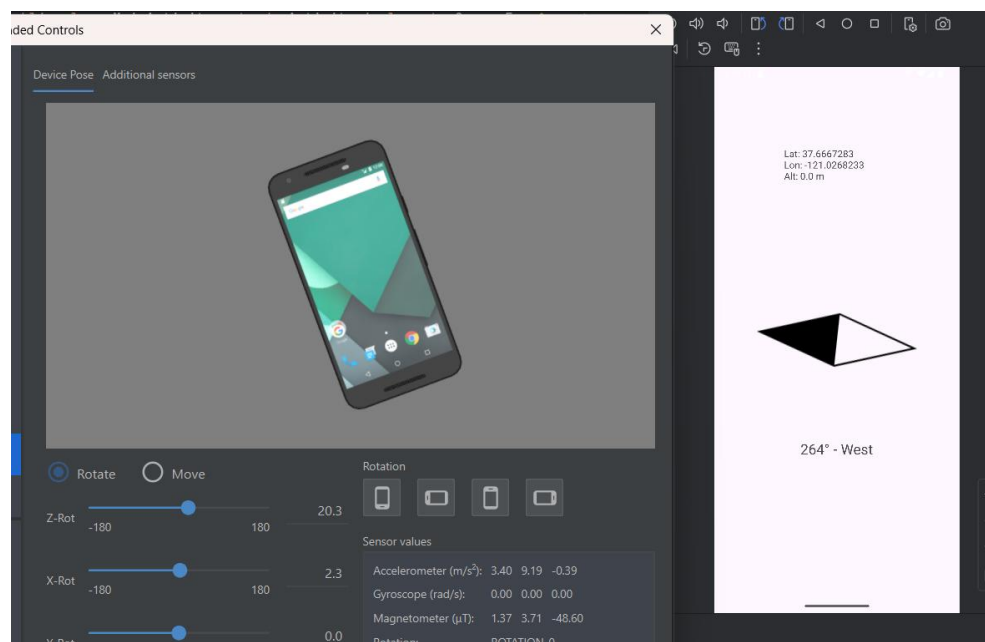 ded Controls
Device Pose Additional sensors
Lat: 37.6667283
Lon: -121.0268233
Alt: 0.0 m
264° - West
Rotate Move
Rotation
Z-Rot
-180 180
20.3
Sensor values
X-Rot
-180 180
2.3
Accelerometer (m/s²): 3.40 9.19 -0.39
Gyroscope (rad/s): 0.00 0.00 0.00
Magnetometer (μT): 1.37 3.71 -48.60
0.0
Rotation: ROTATION_0